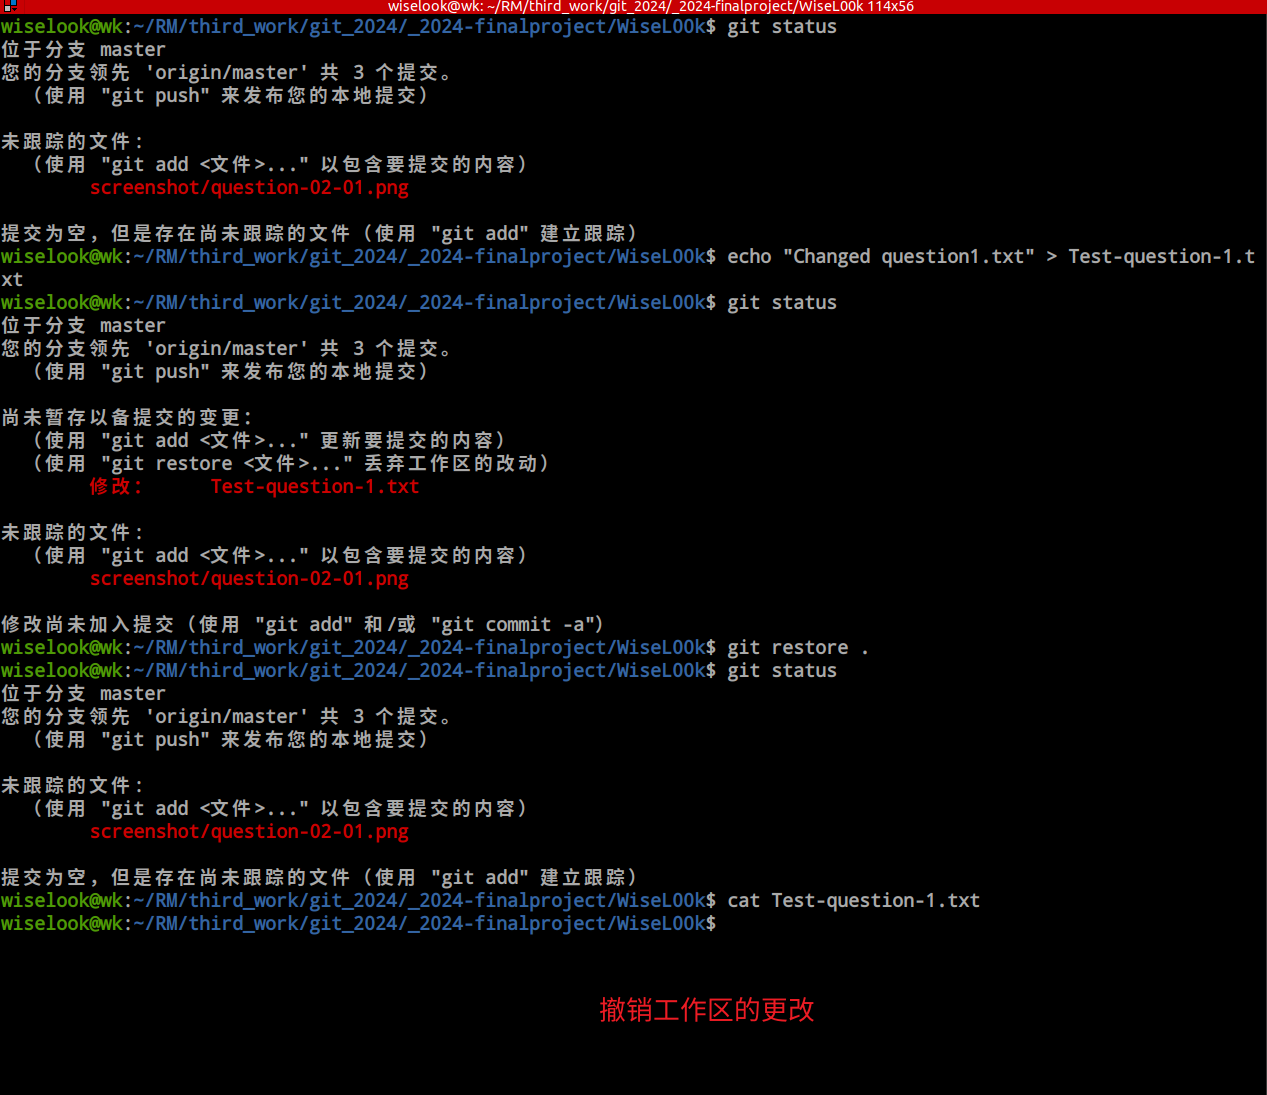 wiselook@wk: ~/RM/third_work/git_2024/_2024-finalproject/WiseL00k 114x56
wiselook@wk:~/RM/third_work/git_2024/_2024-finalproject/WiseL00k$ git status
位于分支 master
您的分支领先 'origin/master' 共 3 个提交。
（使用 "git push" 来发布您的本地提交）
未跟踪的文件:
（使用 "git add <文件>..." 以包含要提交的内容）
screenshot/question-02-01.png
提交为空，但是存在尚未跟踪的文件（使用 "git add" 建立跟踪）
wiselook@wk:~/RM/third_work/git_2024/_2024-finalproject/WiseL00k$ echo "Changed question1.txt" > Test-question-1.t
xt
wiselook@wk:~/RM/third_work/git_2024/_2024-finalproject/WiseL00k$ git status
位于分支 master
您的分支领先 'origin/master' 共 3 个提交。
（使用 "git push" 来发布您的本地提交）
尚未暂存以备提交的变更：
（使用 "git add <文件>..." 更新要提交的内容）
（使用 "git restore <文件>..." 丢弃工作区的改动）
修改：     Test-question-1.txt
未跟踪的文件:
（使用 "git add <文件>..." 以包含要提交的内容）
screenshot/question-02-01.png
修改尚未加入提交（使用 "git add" 和/或 "git commit -a"）
wiselook@wk:~/RM/third_work/git_2024/_2024-finalproject/WiseL00k$ git restore .
wiselook@wk:~/RM/third_work/git_2024/_2024-finalproject/WiseL00k$ git status
位于分支 master
您的分支领先 'origin/master' 共 3 个提交。
（使用 "git push" 来发布您的本地提交）
未跟踪的文件:
（使用 "git add <文件>..." 以包含要提交的内容）
screenshot/question-02-01.png
提交为空，但是存在尚未跟踪的文件（使用 "git add" 建立跟踪）
wiselook@wk:~/RM/third_work/git_2024/_2024-finalproject/WiseL00k$ cat Test-question-1.txt
wiselook@wk:~/RM/third_work/git_2024/_2024-finalproject/WiseL00k$
撤销工作区的更改